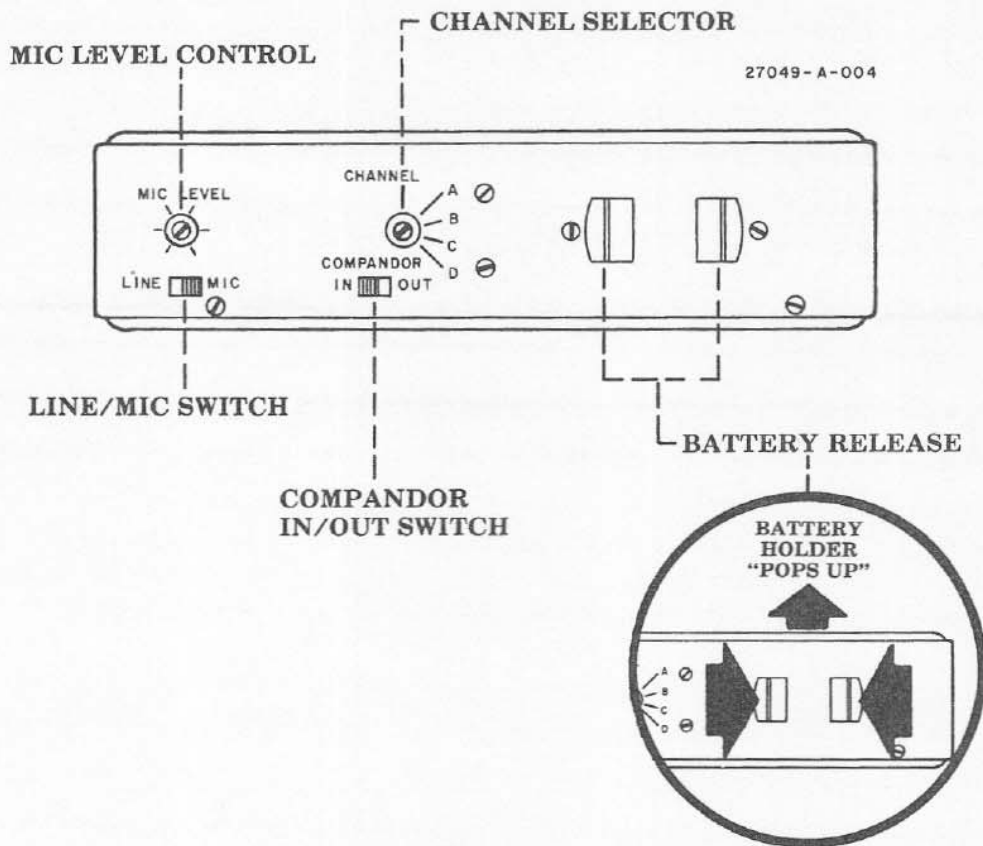 CHANNEL SELECTOR
MIC LEVEL CONTROL
27049-A-004
MIC LEVEL
CHANNEL
A
B
C
D
LINE MIC
COMPANDOR
IN OUT
LINE/MIC SWITCH
BATTERY RELEASE
COMPANDOR
IN/OUT SWITCH
BATTERY
HOLDER
"POPS UP"
A
B
C
D